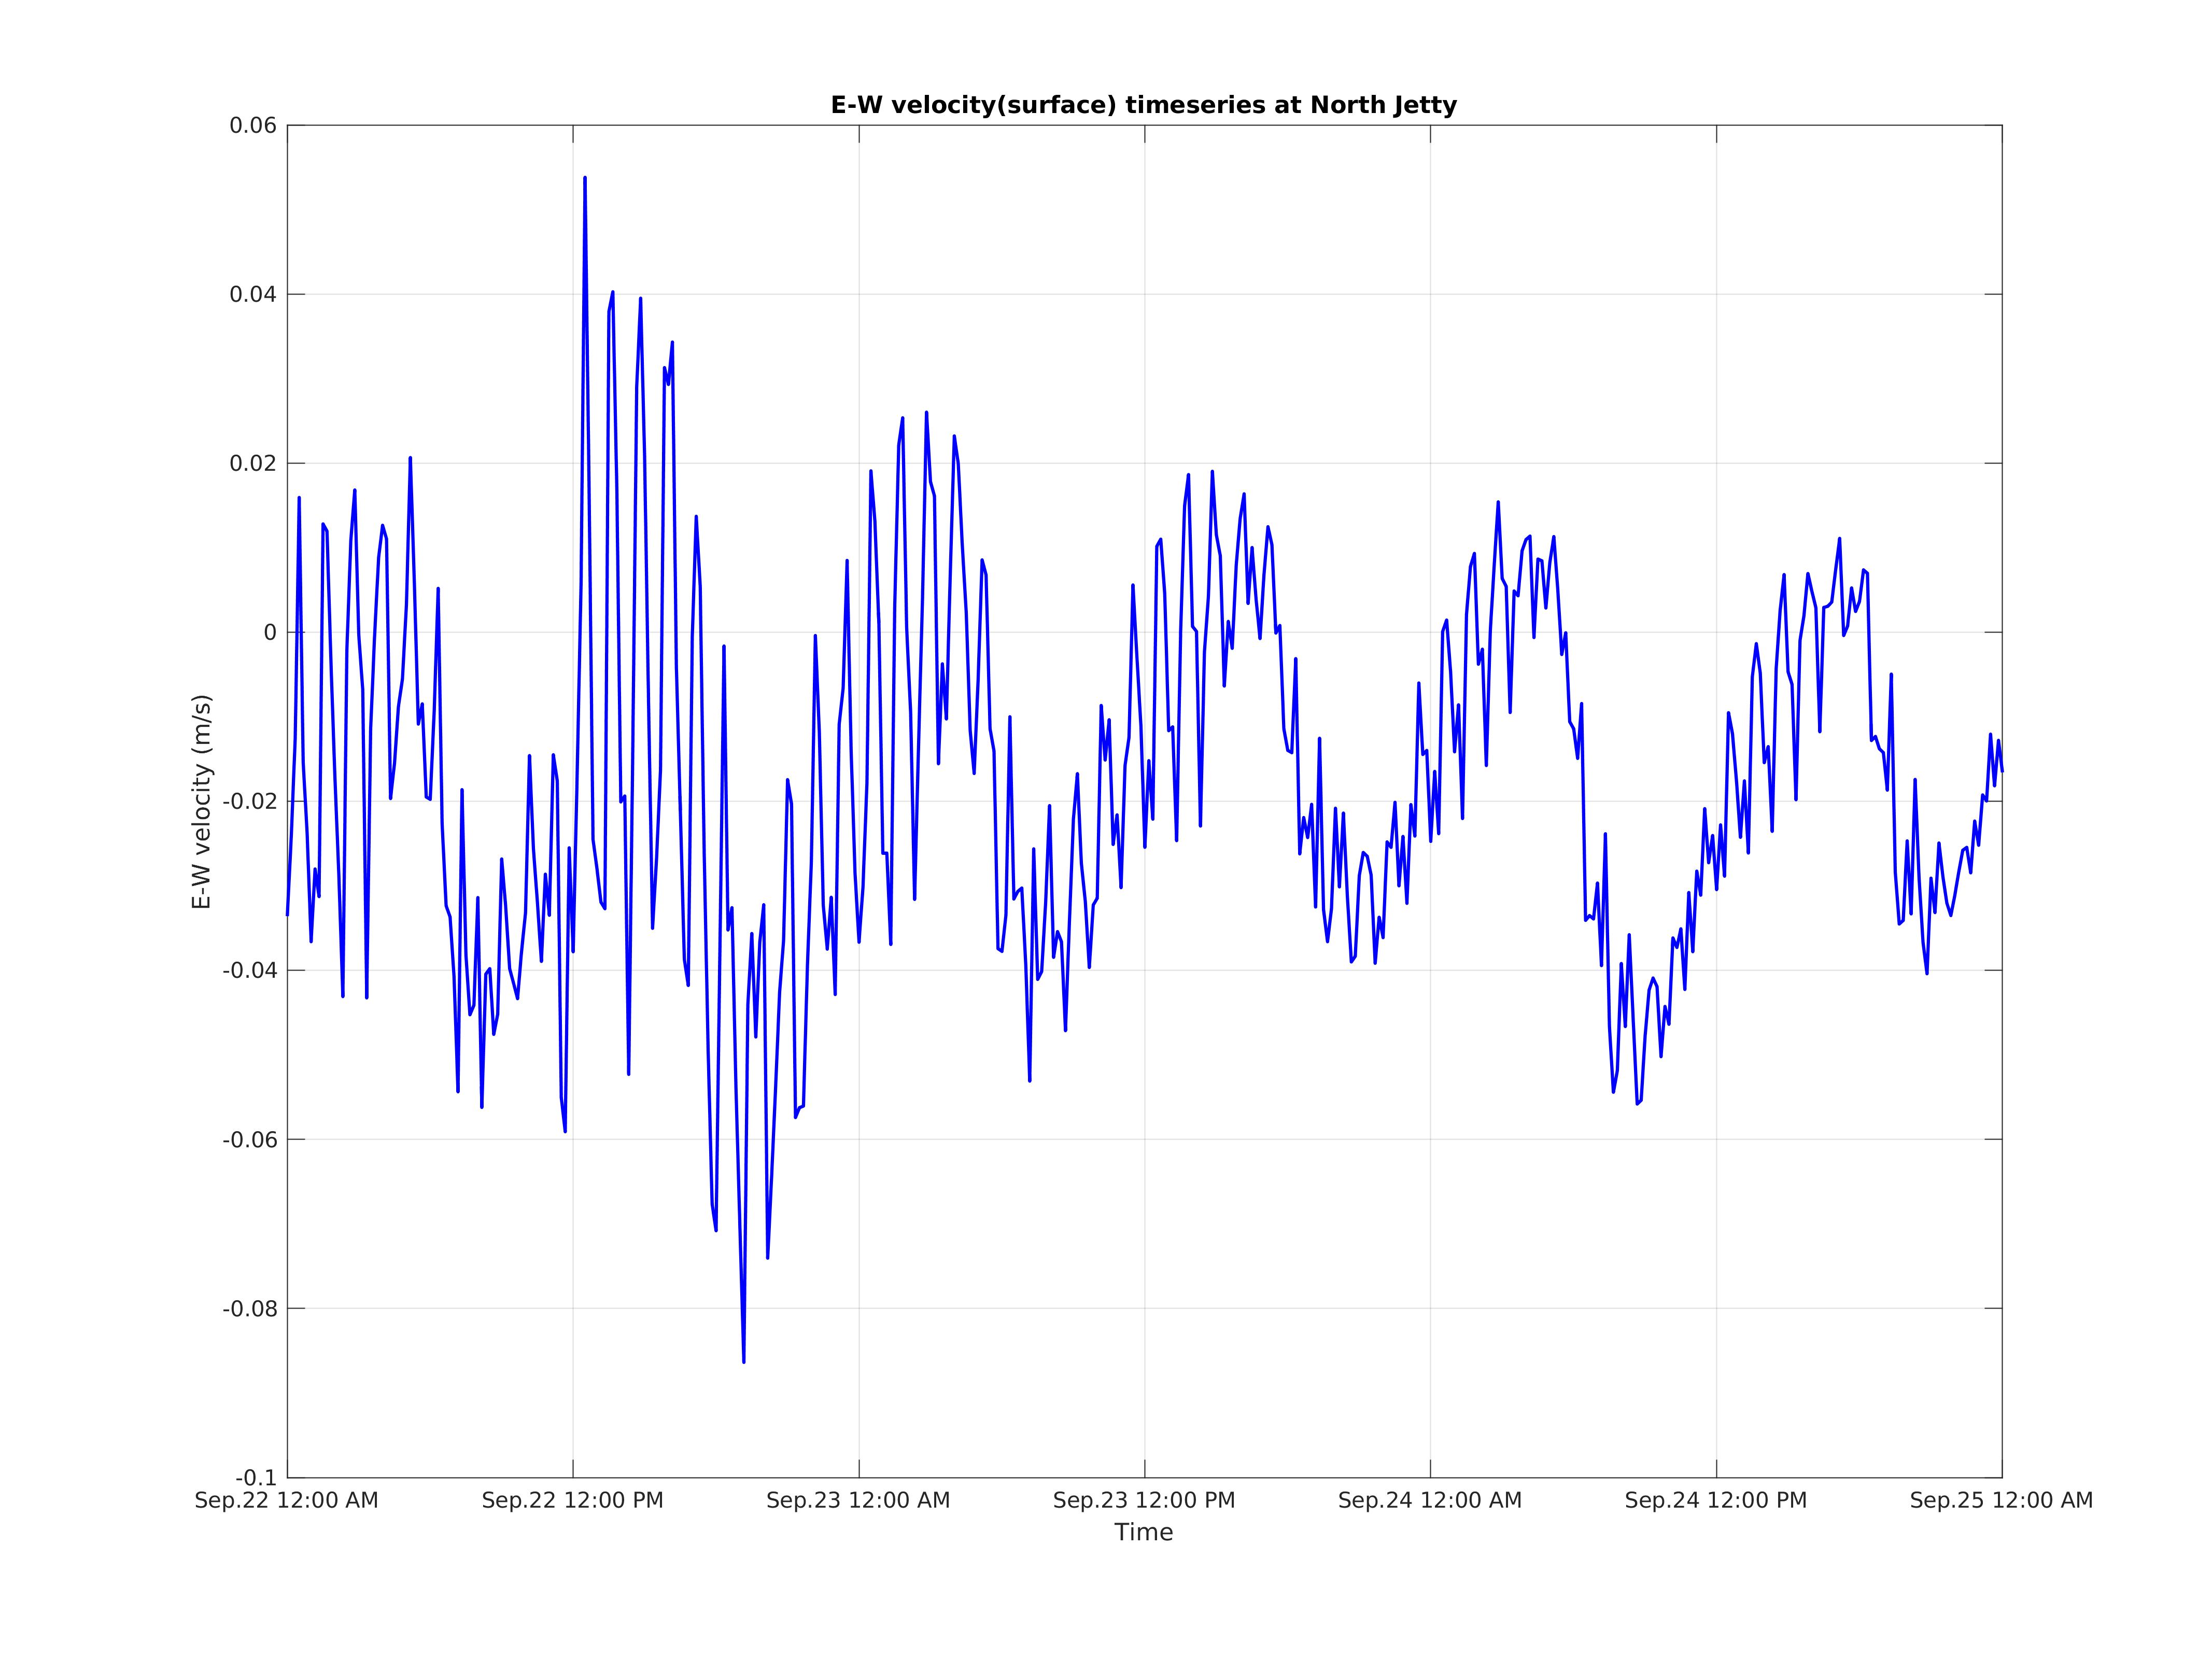 E-W velocity(surface) timeseries at North Jetty
0.06
0.04
0.02
0
-0.02
-0.04
-0.06
-0.08
-0.1
E-W velocity (m/s)
Sep.22 12:00 AM Sep.22 12:00 PM Sep.23 12:00 AM Sep.23 12:00 PM Sep.24 12:00 AM Sep.24 12:00 PM Sep.25 12:00 AM
Time